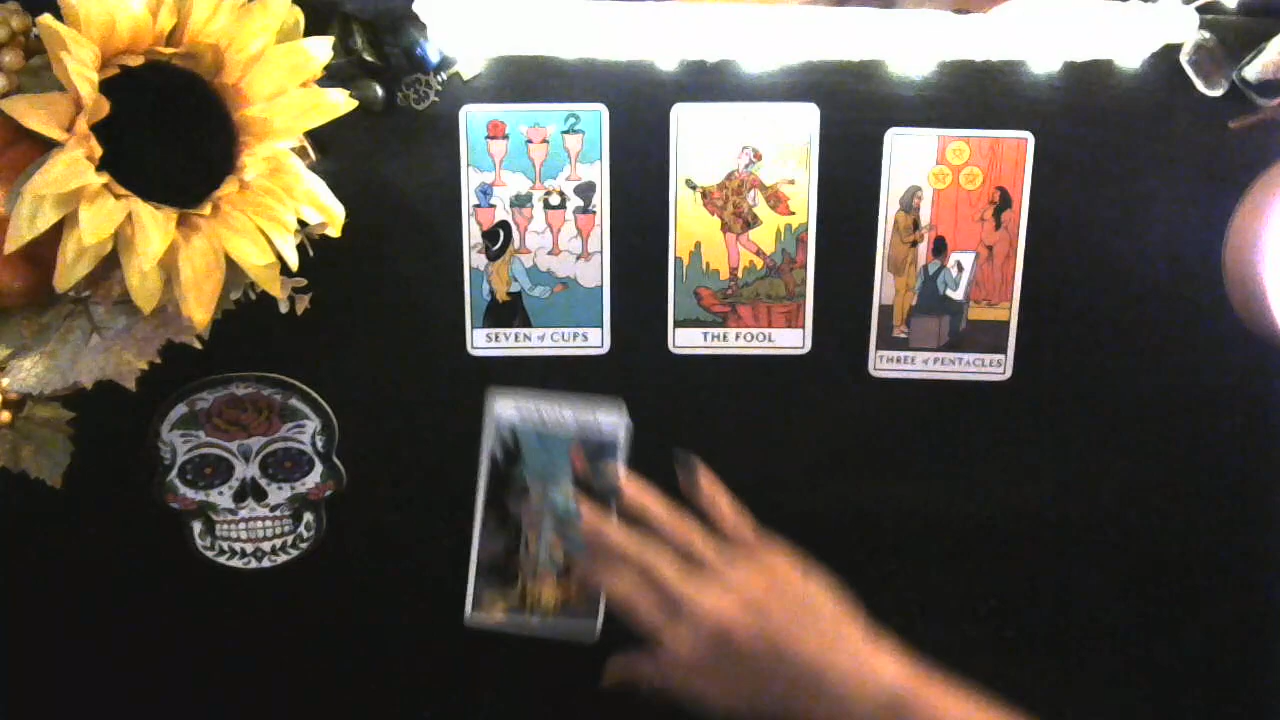 SEVEN of CUPS
THE FOOL
THREE of PENTACLES